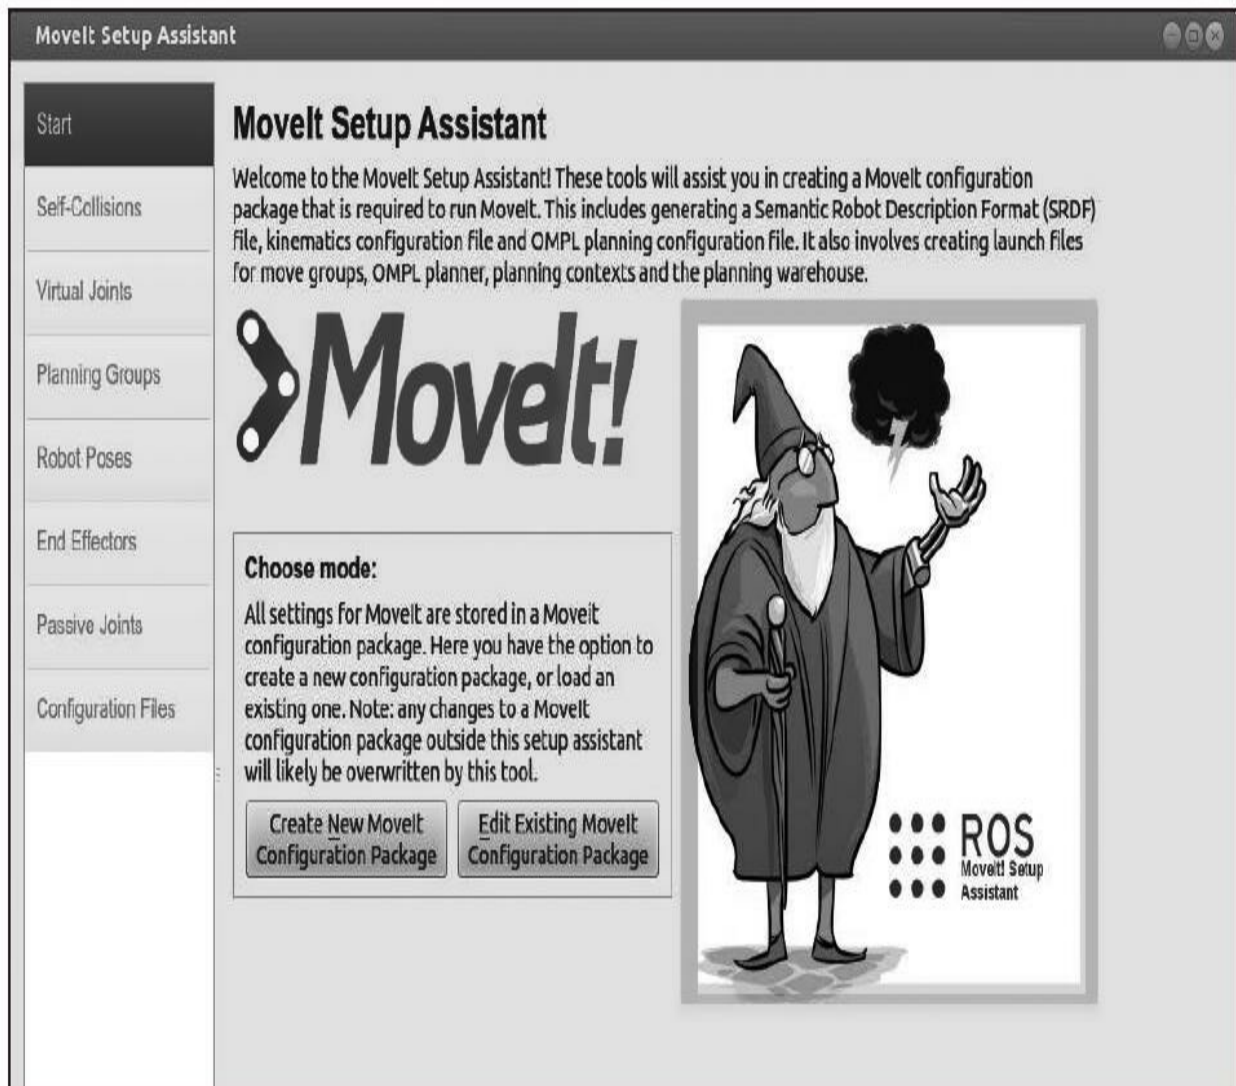 MoveIt Setup Assistant
Start
Self-Collisions
Virtual Joints
Planning Groups
Robot Poses
End Effectors
Passive Joints
Configuration Files
MoveIt Setup Assistant
Welcome to the MoveIt Setup Assistant! These tools will assist you in creating a MoveIt configuration
package that is required to run MoveIt. This includes generating a Semantic Robot Description Format (SRDF)
file, kinematics configuration file and OMPL planning configuration file. It also involves creating launch files
for move groups, OMPL planner, planning contexts and the planning warehouse.
MoveIt!
Choose mode:
All settings for MoveIt are stored in a Moveit
configuration package. Here you have the option to
create a new configuration package, or load an
existing one. Note: any changes to a MoveIt
configuration package outside this setup assistant
will likely be overwritten by this tool.
Create New MoveIt
Configuration Package
Edit Existing MoveIt
Configuration Package
ROS
MoveIt! Setup
Assistant